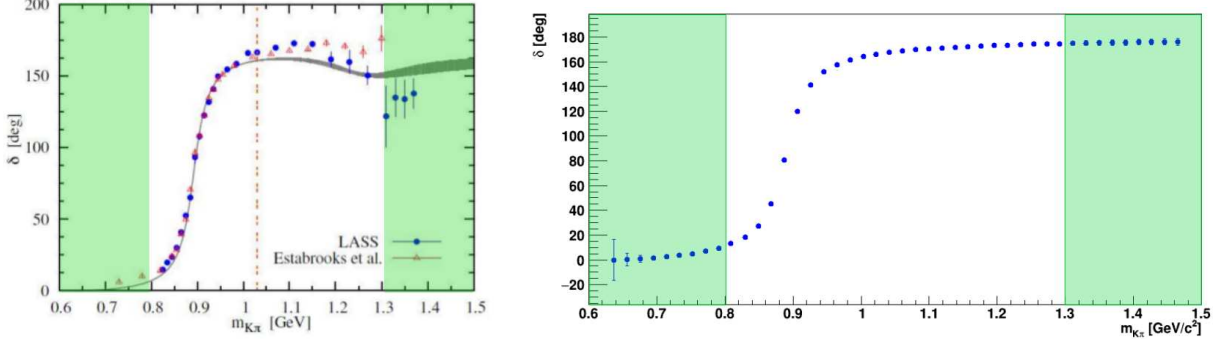 200
150
100
50
0
δ [deg]
LASS
Estabrooks et al.
0.6 0.7 0.8 0.9 1 1.1 1.2 1.3 1.4 1.5
mKπ [GeV]
δ [deg]
180
160
140
120
100
80
60
40
20
0
−20
0.6 0.7 0.8 0.9 1 1.1 1.2 1.3 1.4 1.5
mKπ [GeV/c²]